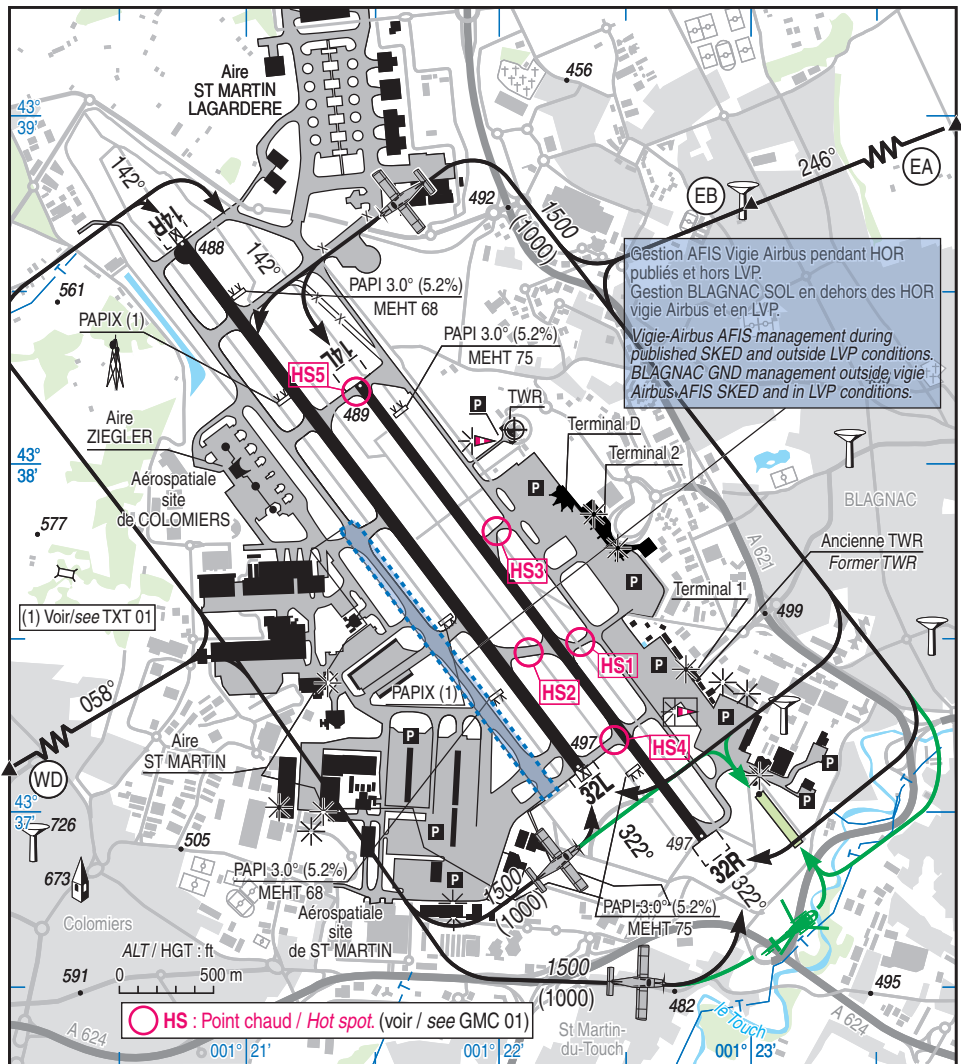 Aire
ST MARTIN
LAGARDERE
456
43°
39'
246°
EA
EB
142°
14R
488
142°
492
1500
(1000)
561
PAPI 3.0° (5.2%)
MEHT 68
PAPIX (1)
14L
PAPI 3.0° (5.2%)
MEHT 75
Gestion AFIS Vigie Airbus pendant HOR
publiés et hors LVP.
Gestion BLAGNAC SOL en dehors des HOR
vigie Airbus et en LVP.
Vigie-Airbus AFIS management during
published SKED and outside LVP conditions.
BLAGNAC GND management outside vigie
Airbus AFIS SKED and in LVP conditions.
HS5
489
P
TWR
Terminal D
Terminal 2
Aire
ZIEGLER
43°
38'
Aérospatiale
site
de COLOMIERS
P
BLAGNAC
577
P
A 621
HS3
P
Ancienne TWR
Former TWR
Terminal 1
499
(1) Voir/see TXT 01
HS1
P
HS2
058°
PAPIX (1)
P
P
HS4
497
Aire
ST MARTIN
WD
P
32L
43°
37'
726
P
322°
497
32R
322°
505
673
PAPI 3.0° (5.2%)
MEHT 68
P
1500
(1000)
PAPI 3.0° (5.2%)
MEHT 75
Colomiers
Aérospatiale
site
de ST MARTIN
ALT / HGT : ft
0 500 m
591
1500
(1000)
482
495
HS : Point chaud / Hot spot. (voir / see GMC 01)
le Touch
A 624
A 624
St Martin-
du-Touch
001° 21'
001° 22'
001° 23'
T
T
T
T